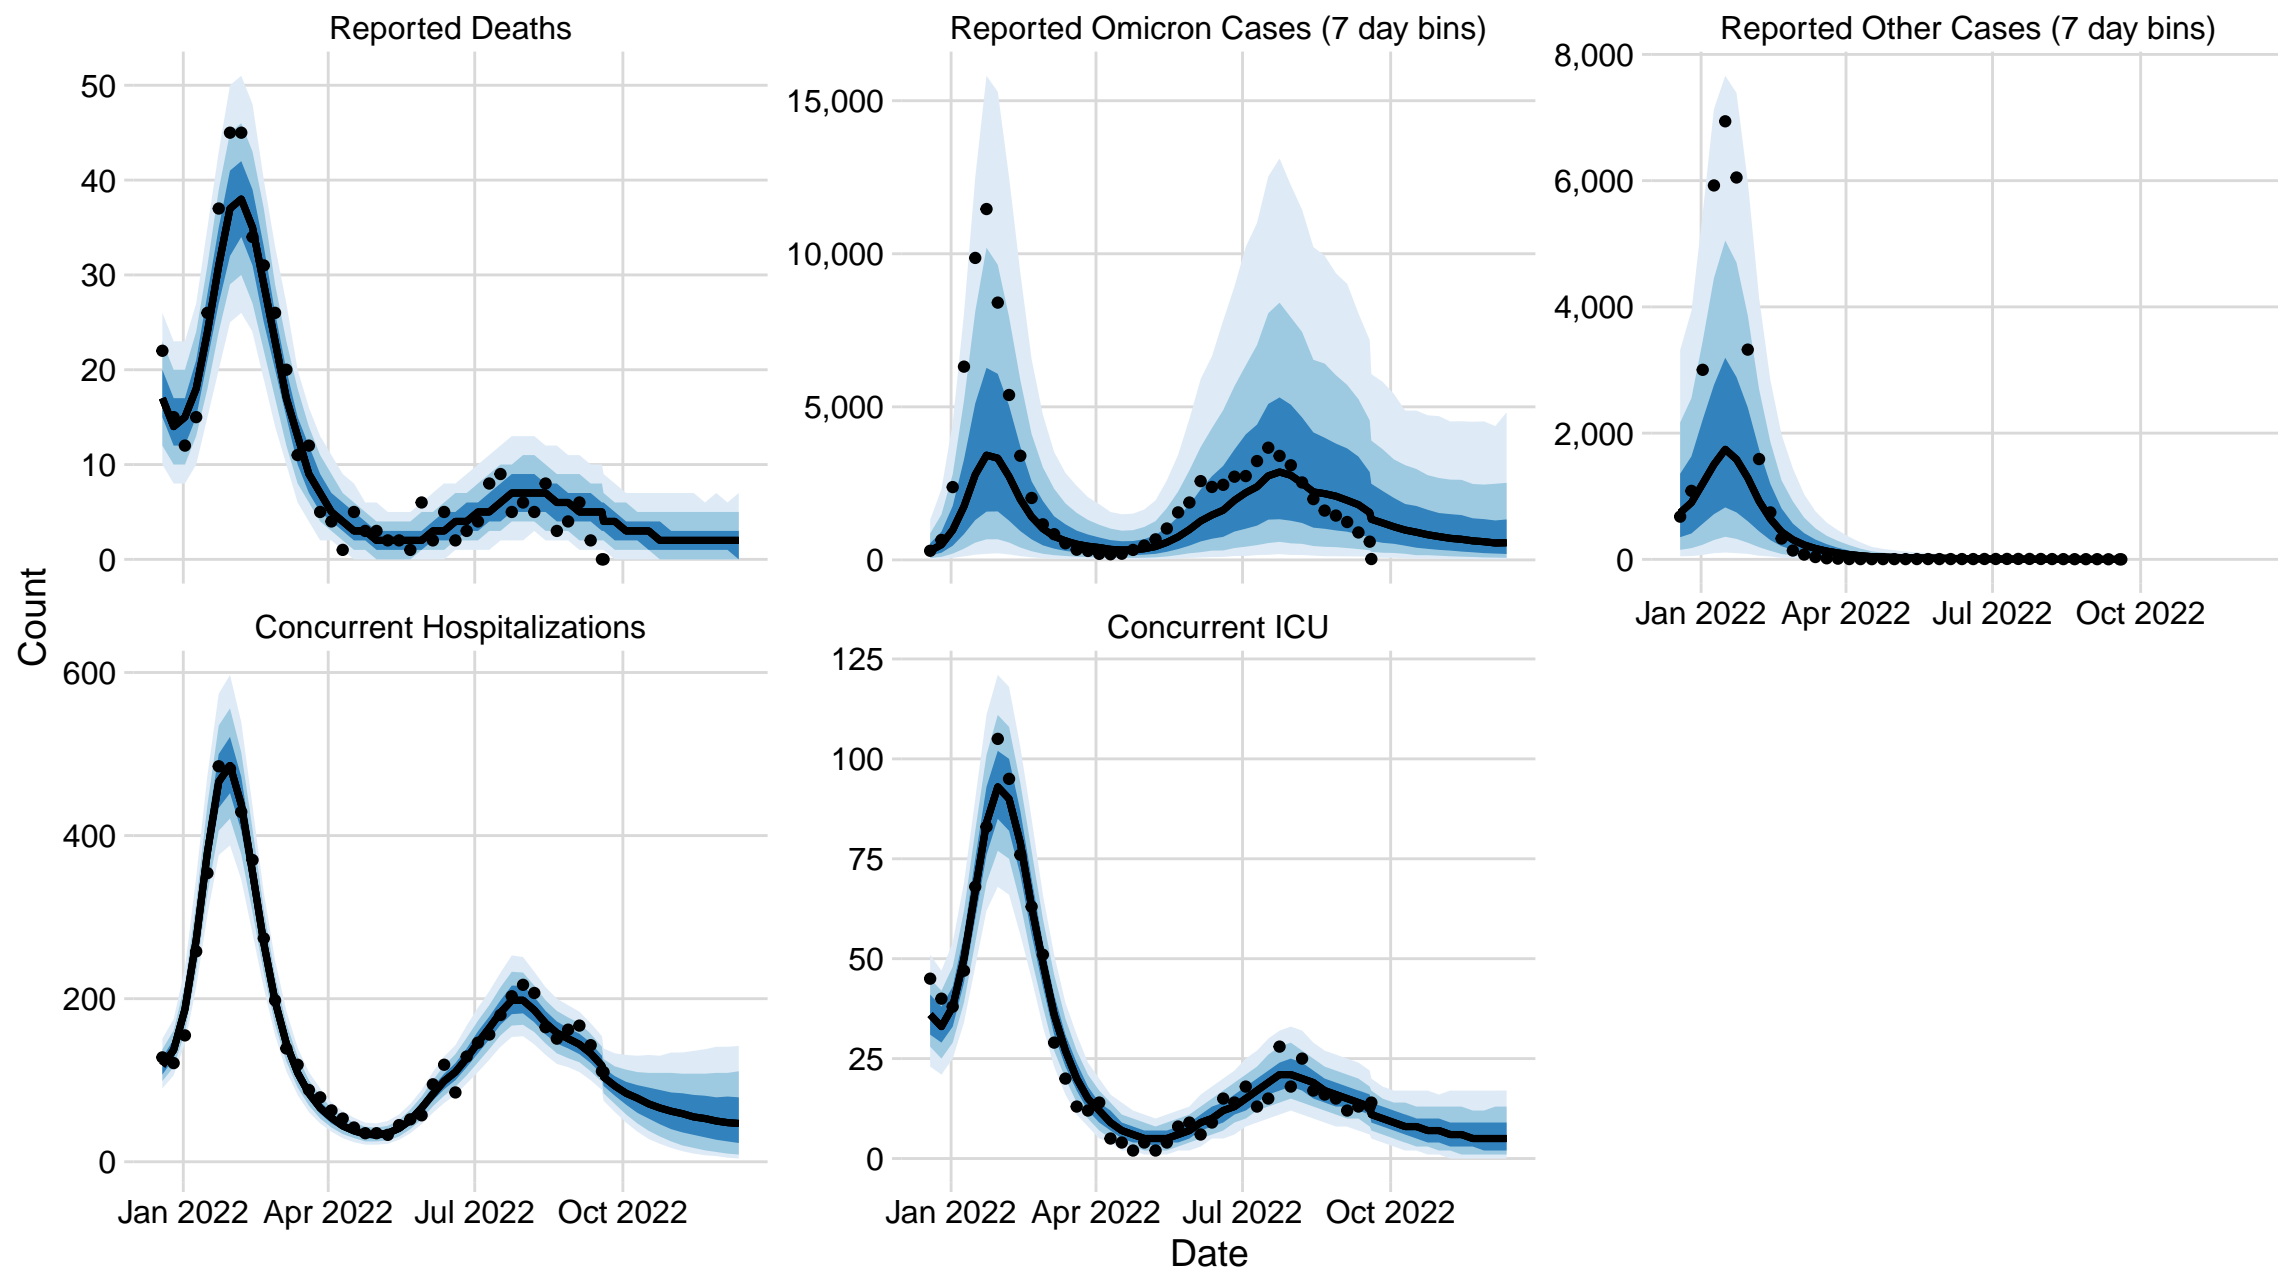 Reported Deaths
Reported Omicron Cases (7 day bins)
Reported Other Cases (7 day bins)
50
40
30
20
10
0
15,000
10,000
5,000
0
8,000
6,000
4,000
2,000
0
Jan 2022 Apr 2022 Jul 2022 Oct 2022
Count
Concurrent Hospitalizations
Concurrent ICU
600
400
200
0
Jan 2022 Apr 2022 Jul 2022 Oct 2022
125
100
75
50
25
0
Jan 2022 Apr 2022 Jul 2022 Oct 2022
Date